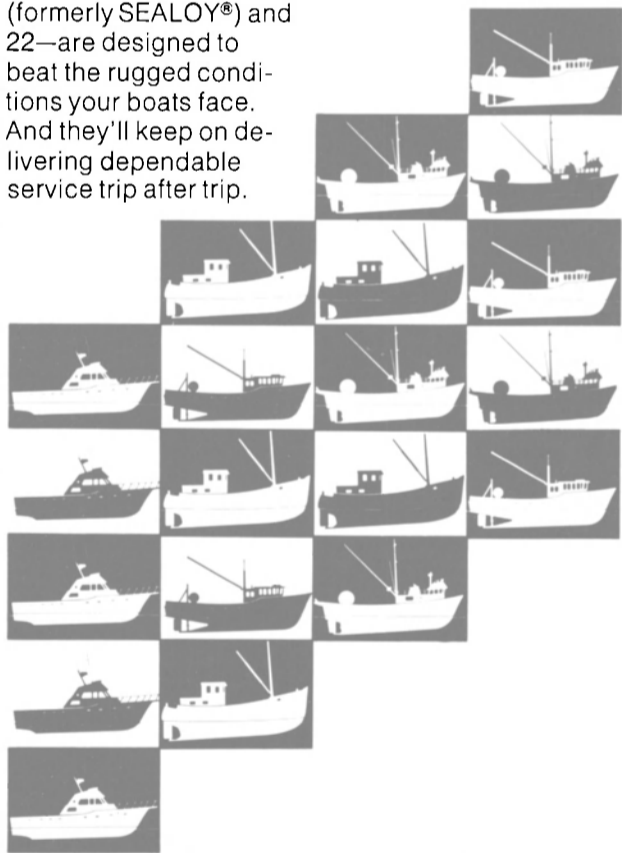 (formerly SEALOY®) and
22—are designed to
beat the rugged condi-
tions your boats face.
And they'll keep on de-
livering dependable
service trip after trip.